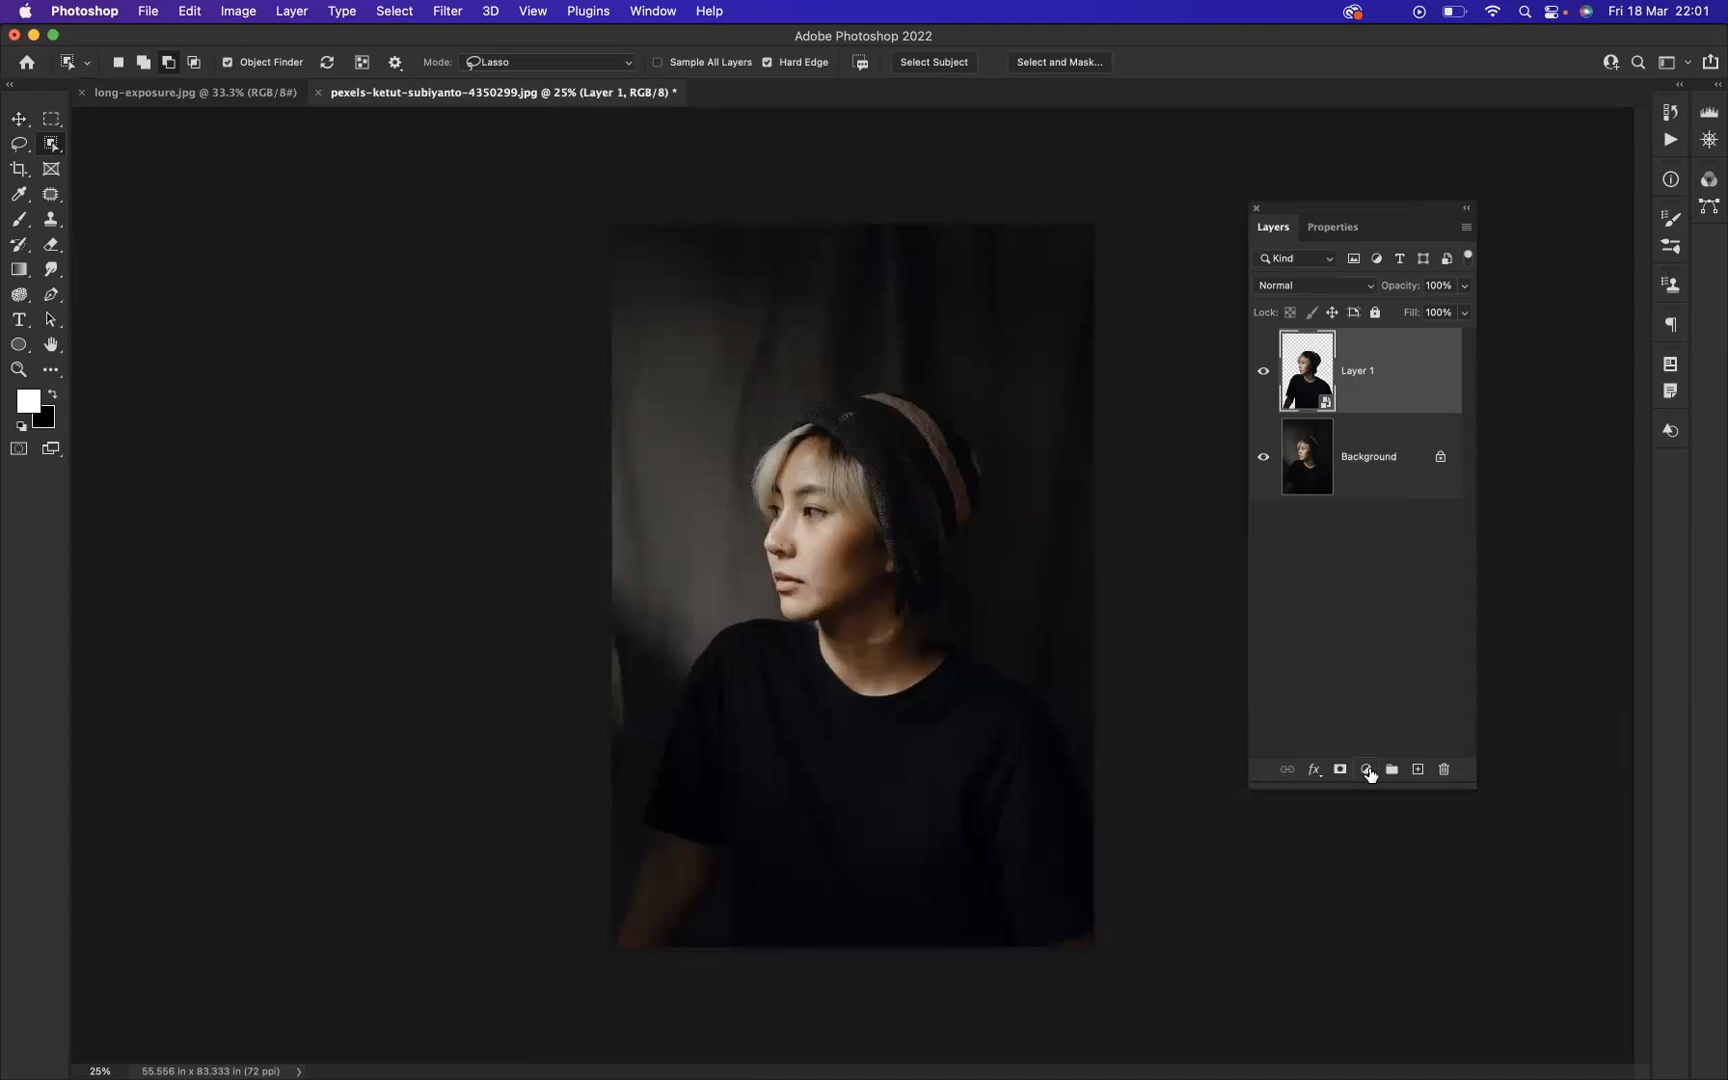 Photoshop File Edit Image Layer Type Select Filter 3D View Plugins Window Help Fri 18 Mar 22:01
Adobe Photoshop 2022
Object Finder Mode: Lasso Sample All Layers Hard Edge Select Subject Select and Mask...
long-exposure.jpg @ 33.3% (RGB/8#) pexels-ketut-subiyanto-4350299.jpg @ 25% (Layer 1, RGB/8) *
Layers Properties
Kind
Normal Opacity: 100%
Lock: Fill: 100%
Layer 1
Background
fx
25% 55.556 in x 83.333 in (72 ppi)